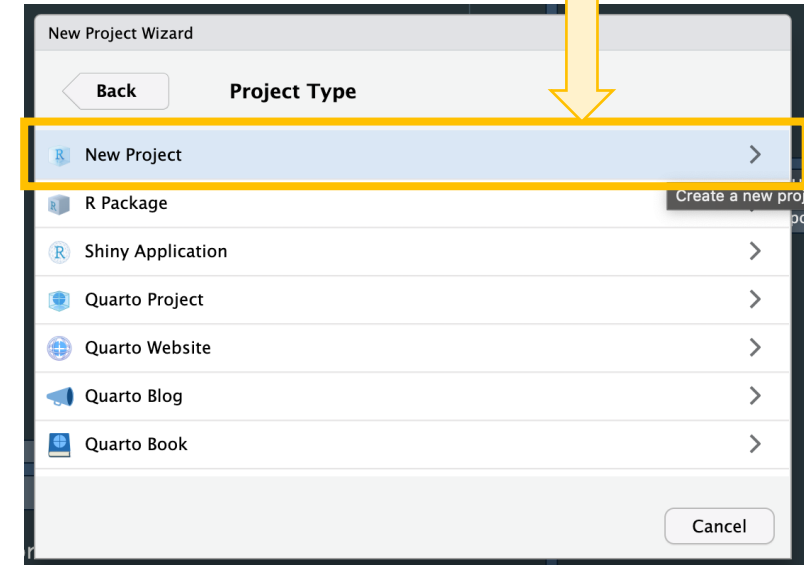 New Project Wizard
Back
Project Type
R New Project
Create a new
R R Package
R Shiny Application
Quarto Project
Quarto Website
Quarto Blog
Quarto Book
Cancel